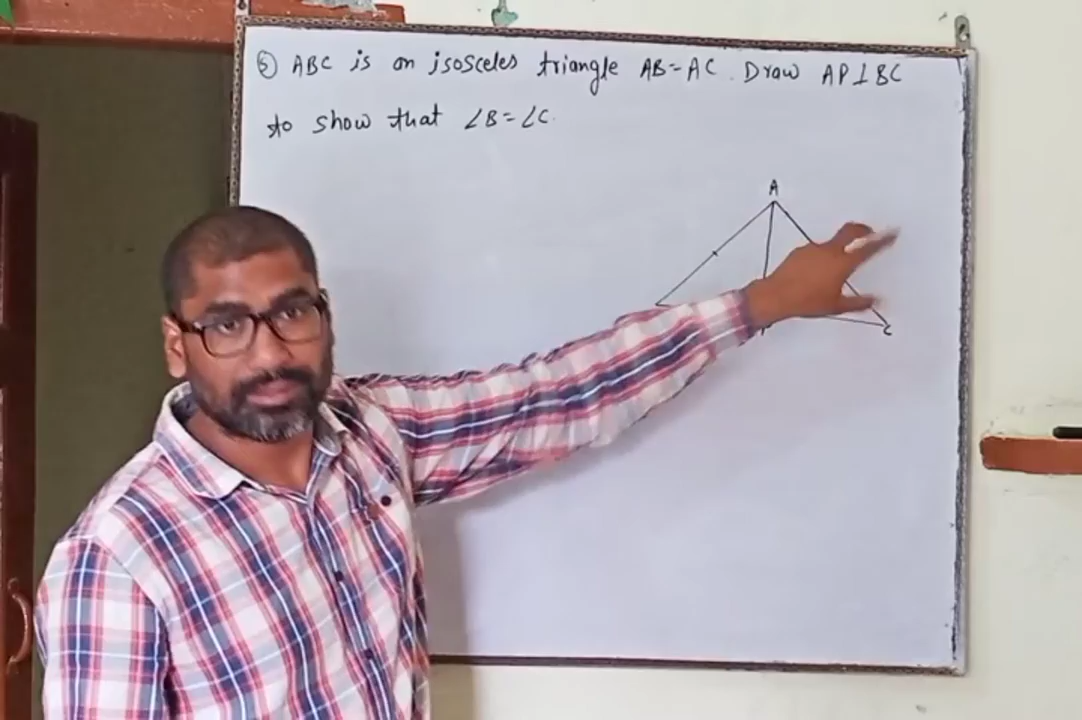 ⑤ ABC is an isosceles triangle AB=AC. Draw AP⊥BC
to show that ∠B=∠C.
A
C